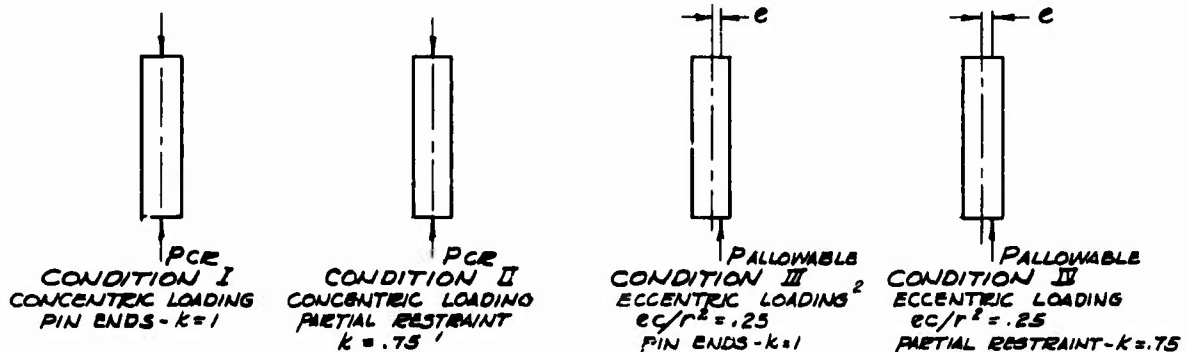 e
e
PCR
CONDITION I
CONCENTRIC LOADING
PIN ENDS - k=1
PCR
CONDITION II
CONCENTRIC LOADING
PARTIAL RESTRAINT
k = .75 ¹
PALLOWABLE
CONDITION III
ECCENTRIC LOADING ²
ec/r² = .25
PIN ENDS - k=1
PALLOWABLE
CONDITION IV
ECCENTRIC LOADING
ec/r² = .25
PARTIAL RESTRAINT - k=.75